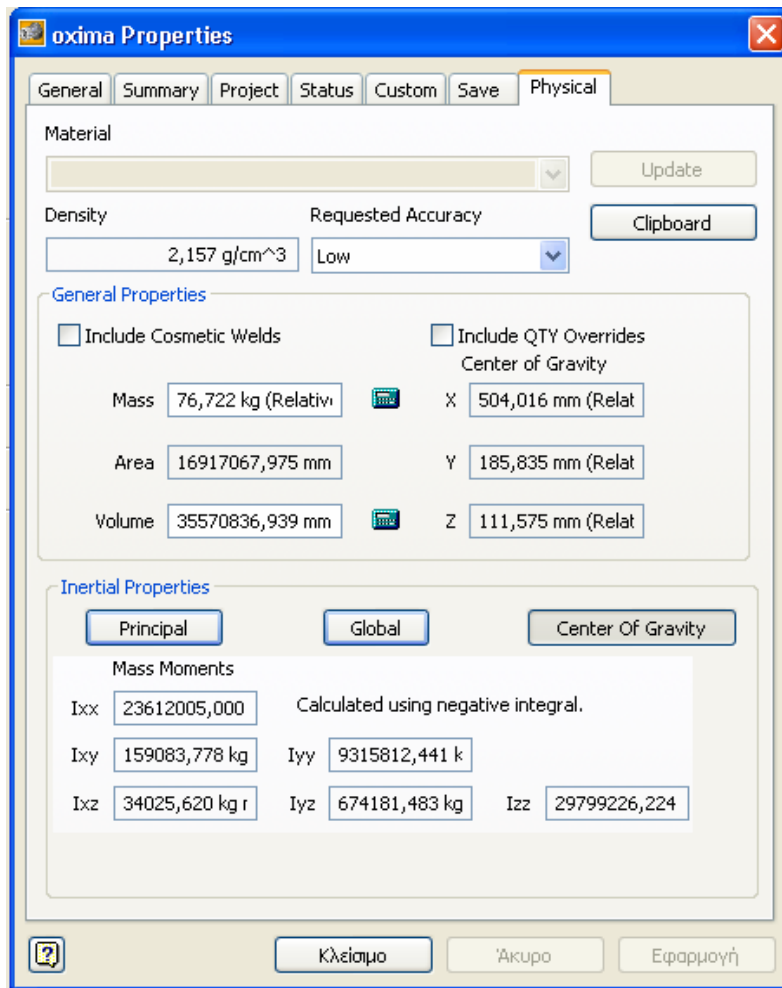 oxima Properties
General Summary Project Status Custom Save Physical
Material
Update
Density Requested Accuracy Clipboard
2,157 g/cm^3 Low
General Properties
Include Cosmetic Welds Include QTY Overrides
Center of Gravity
Mass 76,722 kg (Relativ X 504,016 mm (Relat
Area 16917067,975 mm Y 185,835 mm (Relat
Volume 35570836,939 mm Z 111,575 mm (Relat
Inertial Properties
Principal Global Center Of Gravity
Mass Moments
Ixx 23612005,000 Calculated using negative integral.
Ixy 159083,778 kg Iyy 9315812,441 k
Ixz 34025,620 kg r Iyz 674181,483 kg Izz 29799226,224
Κλείσιμο Άκυρο Εφαρμογή